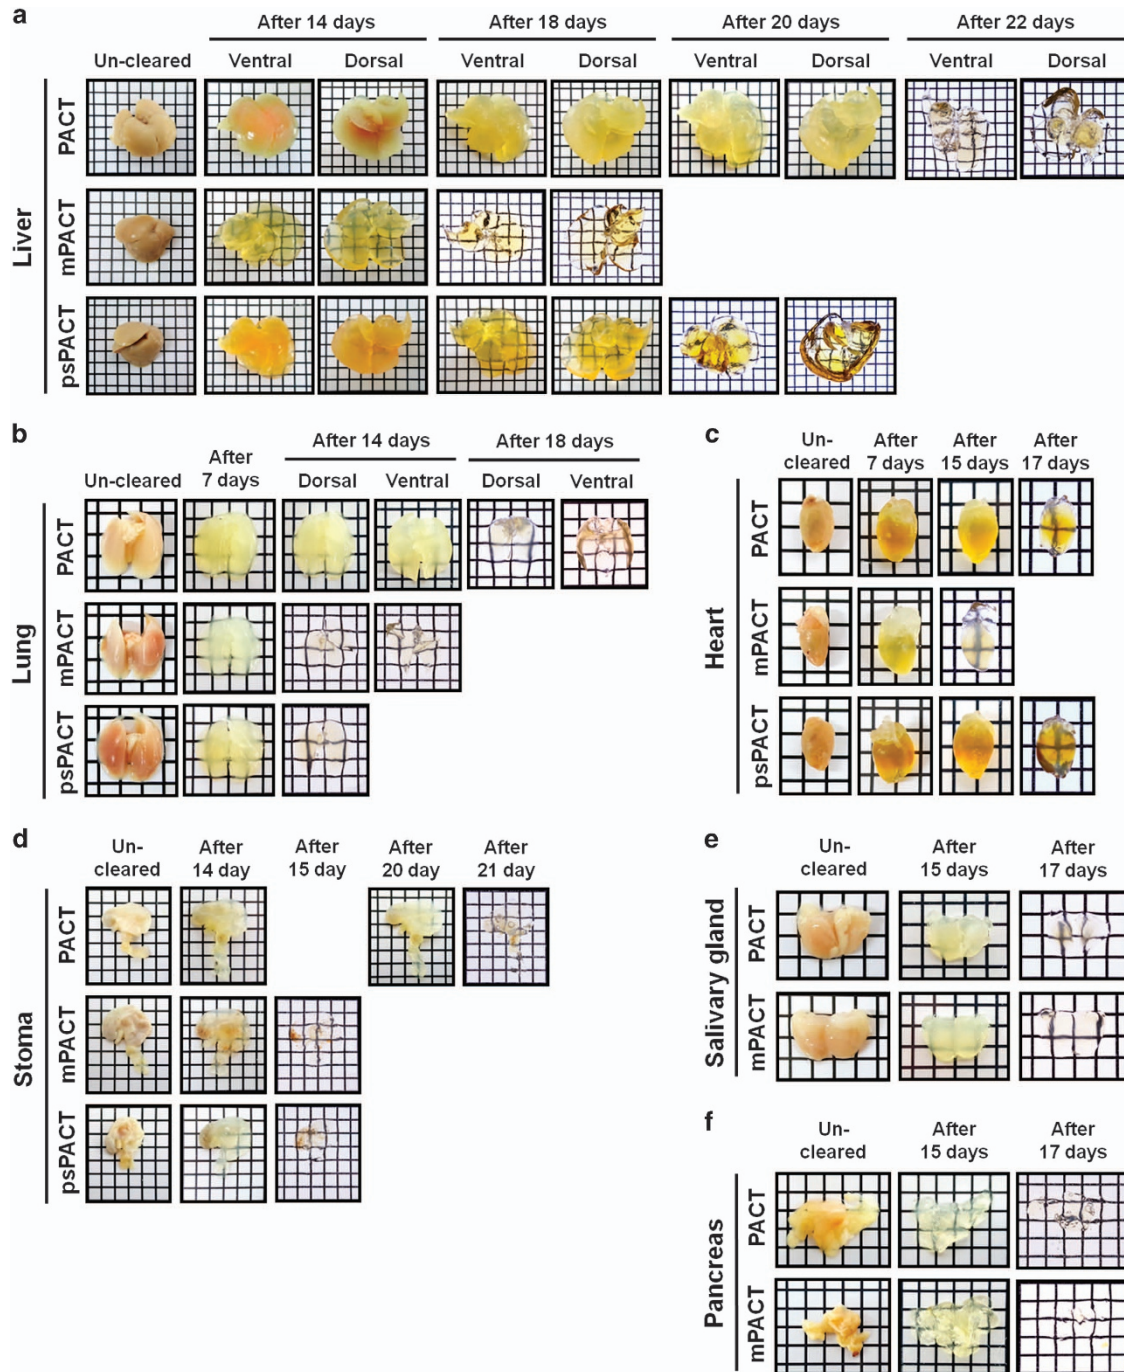 a
After 14 days
After 18 days
After 20 days
After 22 days
Un-cleared
Ventral
Dorsal
Ventral
Dorsal
Ventral
Dorsal
Ventral
Dorsal
Liver
PACT
mPACT
psPACT
b
Un-cleared
After
7 days
After 14 days
After 18 days
Dorsal
Ventral
Dorsal
Ventral
Lung
PACT
mPACT
psPACT
c
Un-
cleared
After
7 days
After
15 days
After
17 days
Heart
PACT
mPACT
psPACT
d
Un-
cleared
After
14 day
After
15 day
After
20 day
After
21 day
Stoma
PACT
mPACT
psPACT
e
Un-
cleared
After
15 days
After
17 days
Salivary gland
PACT
mPACT
f
Un-
cleared
After
15 days
After
17 days
Pancreas
PACT
mPACT